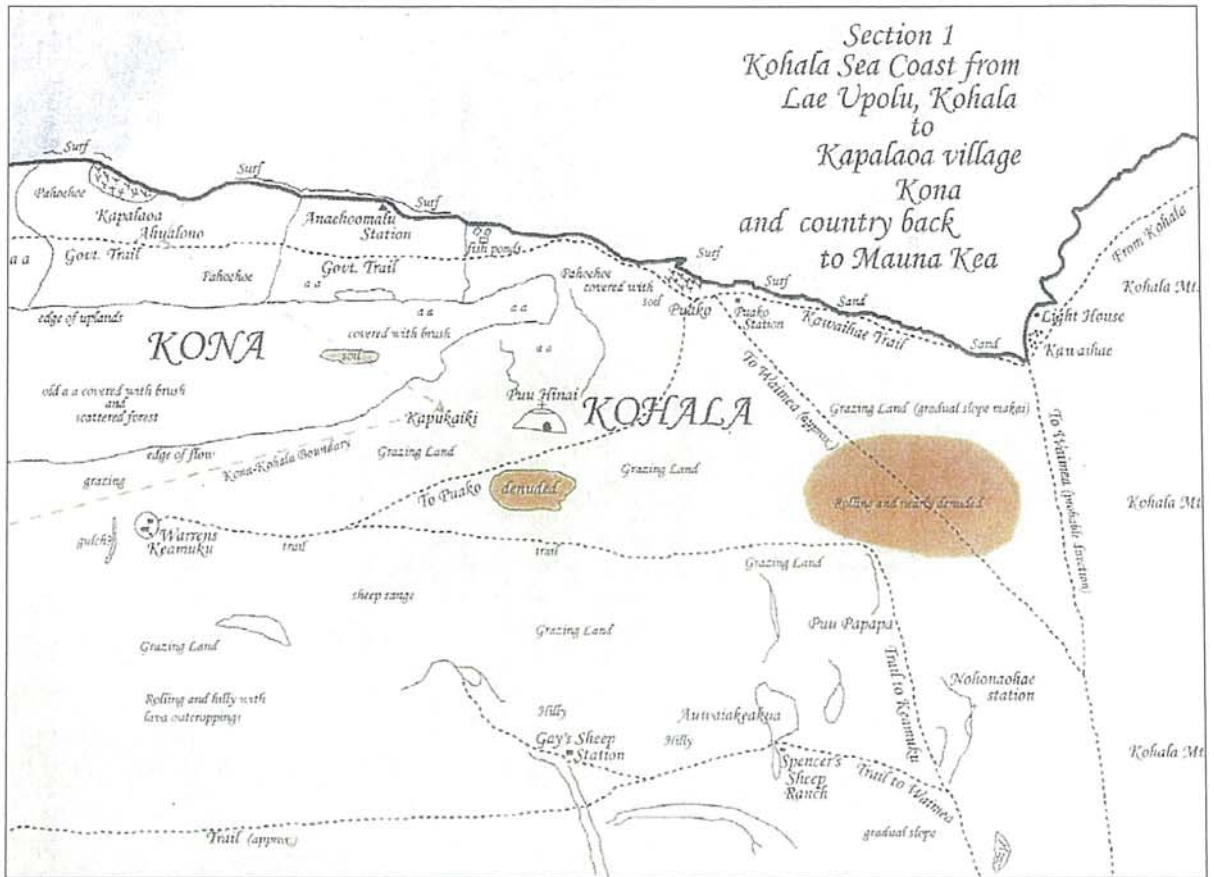 Section 1
Kohala Sea Coast from
Lae Upolu, Kohala
to
Kapalaoa village
Kona
and country back
to Mauna Kea
Surf
Surf
Surf
Surf
Surf
Sand
Sand
Pahoehoe
Kapalaoa
Ahualono
Anaehoomalu
Station
fish ponds
a a
Govt. Trail
Pahoehoe
Govt. Trail
a a
Pahoehoe
covered with
soil
Puako
Puako
Station
Kawaihae Trail
From Kohala
Kohala Mt.
Light House
Kawaihae
edge of uplands
covered with brush
a a
a a
a a
KONA
soil
old a a covered with brush
and
scattered forest
Puu Hinai
Kapukaiki
KOHALA
To Waimea (approx)
Grazing Land (gradual slope makai)
To Waimea (probable direction)
edge of flow
Kona-Kohala Boundary
Grazing Land
grazing
To Puako
denuded
Grazing Land
Rolling and nearly denuded
Kohala Mt.
gulch
Warrens
Keamuku
trail
trail
Grazing Land
sheep range
Puu Papapa
Grazing Land
Grazing Land
Trail to Keamuku
Nohonaohae
station
Rolling and hilly with
lava outcroppings
Hilly
Auwaiakeakua
Hilly
Gay's Sheep
Station
Spencer's
Sheep
Ranch
Trail to Waimea
Kohala Mt.
Trail (approx)
gradual slope